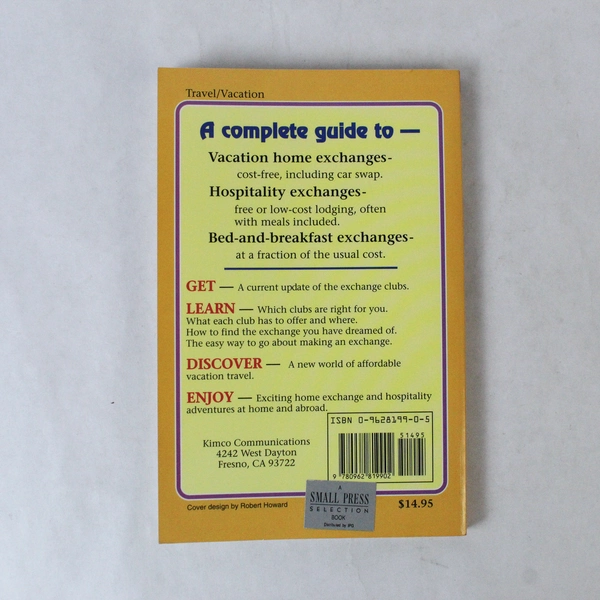 Travel/Vacation
A complete guide to —
Vacation home exchanges-
cost-free, including car swap.
Hospitality exchanges-
free or low-cost lodging, often
with meals included.
Bed-and-breakfast exchanges-
at a fraction of the usual cost.
GET — A current update of the exchange clubs.
LEARN — Which clubs are right for you.
What each club has to offer and where.
How to find the exchange you have dreamed of.
The easy way to go about making an exchange.
DISCOVER — A new world of affordable
vacation travel.
ENJOY — Exciting home exchange and hospitality
adventures at home and abroad.
ISBN 0-9628199-0-5
51495
9 780962 819902
Kimco Communications
4242 West Dayton
Fresno, CA 93722
A
SMALL PRESS
SELECTION
BOOK
Distribute by IPG
Cover design by Robert Howard
$14.95